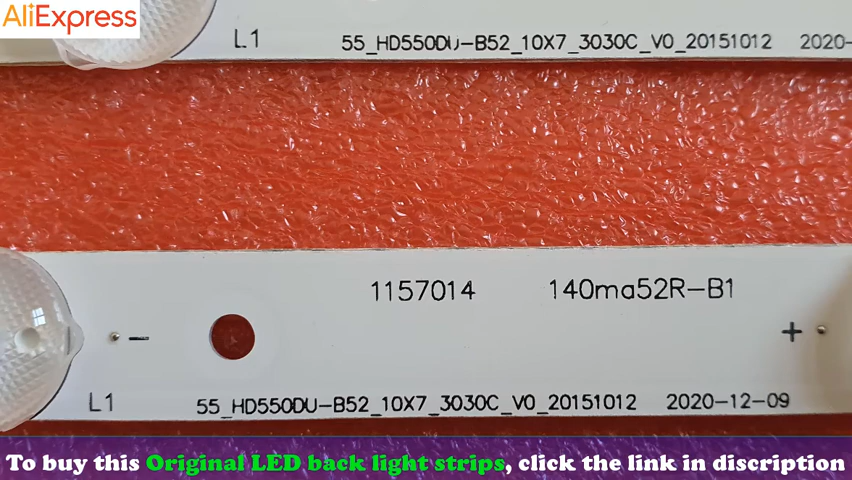 AliExpress
L1 55_HD550DU-B52_10X7_3030C_V0_20151012 2020-
1157014 140ma52R-B1
–
+
L1 55_HD550DU-B52_10X7_3030C_V0_20151012 2020-12-09
To buy this Original LED back light strips, click the link in discription